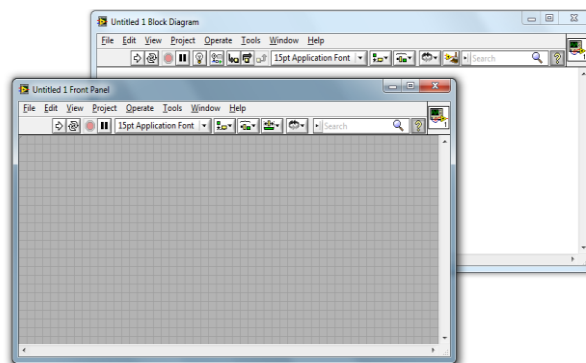 Untitled 1 Block Diagram
File Edit View Project Operate Tools Window Help
15pt Application Font Search
Untitled 1 Front Panel
File Edit View Project Operate Tools Window Help
15pt Application Font Search